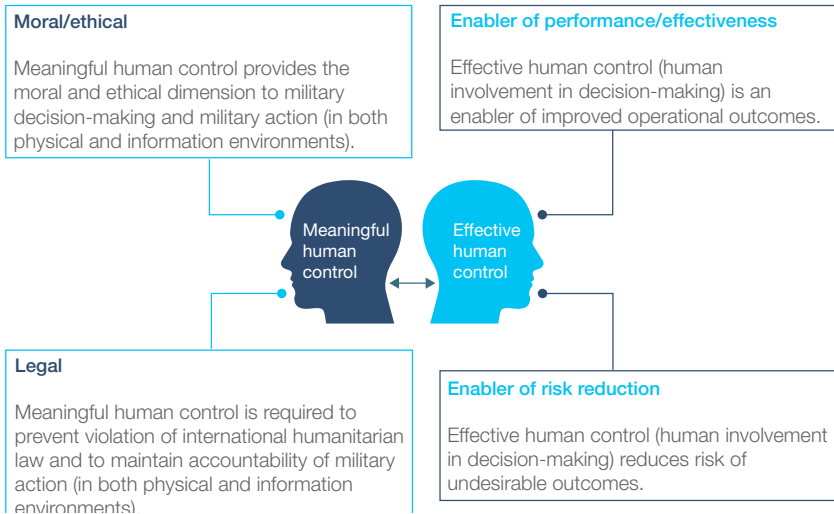 Moral/ethical
Meaningful human control provides the
moral and ethical dimension to military
decision-making and military action (in both
physical and information environments).
Enabler of performance/effectiveness
Effective human control (human
involvement in decision-making) is an
enabler of improved operational outcomes.
Meaningful
human
control
Effective
human
control
Legal
Meaningful human control is required to
prevent violation of international humanitarian
law and to maintain accountability of military
action (in both physical and information
environments).
Enabler of risk reduction
Effective human control (human involvement
in decision-making) reduces risk of
undesirable outcomes.